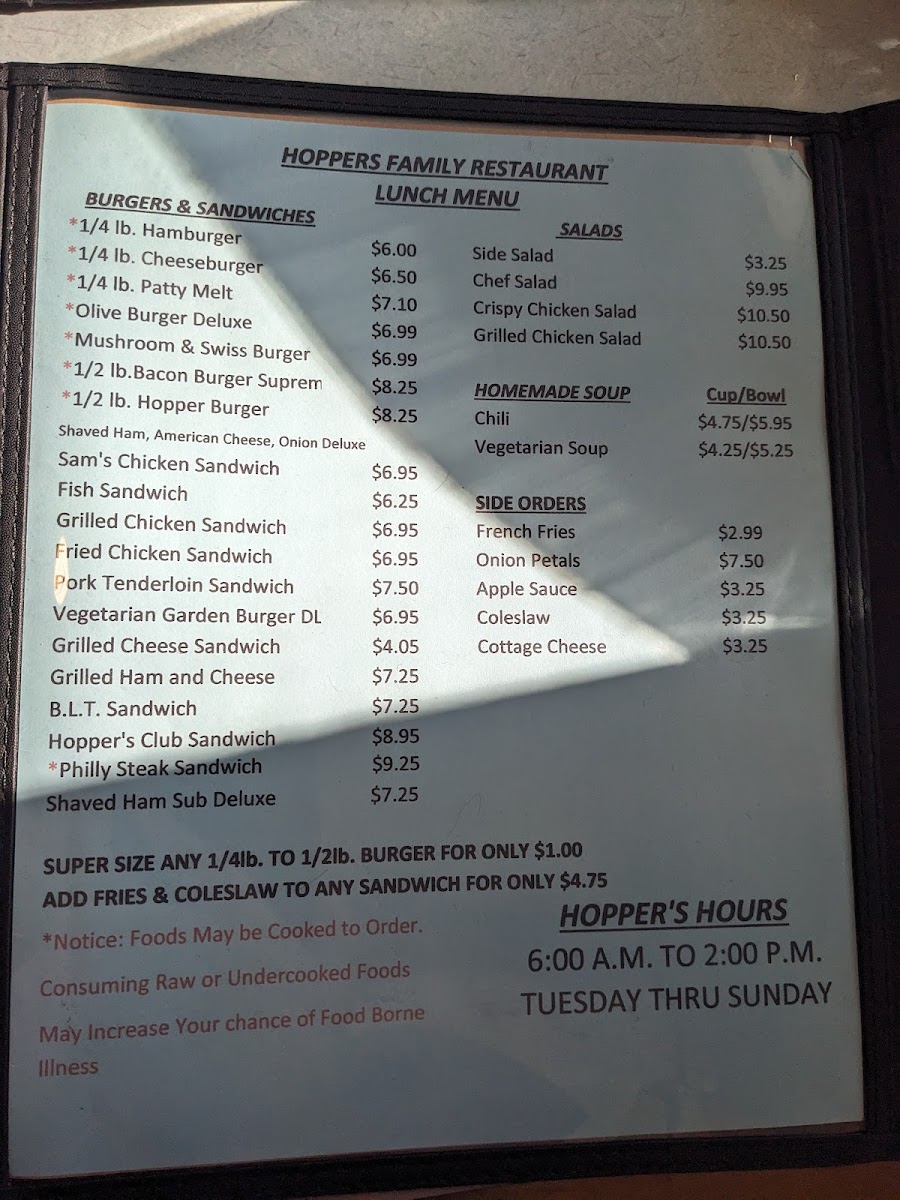 HOPPERS FAMILY RESTAURANT
LUNCH MENU
BURGERS & SANDWICHES
*1/4 lb. Hamburger $6.00
*1/4 lb. Cheeseburger $6.50
*1/4 lb. Patty Melt $7.10
*Olive Burger Deluxe $6.99
*Mushroom & Swiss Burger $6.99
*1/2 lb.Bacon Burger Suprem $8.25
*1/2 lb. Hopper Burger $8.25
Shaved Ham, American Cheese, Onion Deluxe
Sam's Chicken Sandwich $6.95
Fish Sandwich $6.25
Grilled Chicken Sandwich $6.95
Fried Chicken Sandwich $6.95
Pork Tenderloin Sandwich $7.50
Vegetarian Garden Burger DL $6.95
Grilled Cheese Sandwich $4.05
Grilled Ham and Cheese $7.25
B.L.T. Sandwich $7.25
Hopper's Club Sandwich $8.95
*Philly Steak Sandwich $9.25
Shaved Ham Sub Deluxe $7.25
SALADS
Side Salad $3.25
Chef Salad $9.95
Crispy Chicken Salad $10.50
Grilled Chicken Salad $10.50
HOMEMADE SOUP Cup/Bowl
Chili $4.75/$5.95
Vegetarian Soup $4.25/$5.25
SIDE ORDERS
French Fries $2.99
Onion Petals $7.50
Apple Sauce $3.25
Coleslaw $3.25
Cottage Cheese $3.25
SUPER SIZE ANY 1/4lb. TO 1/2lb. BURGER FOR ONLY $1.00
ADD FRIES & COLESLAW TO ANY SANDWICH FOR ONLY $4.75
*Notice: Foods May be Cooked to Order.
Consuming Raw or Undercooked Foods
May Increase Your chance of Food Borne
Illness
HOPPER'S HOURS
6:00 A.M. TO 2:00 P.M.
TUESDAY THRU SUNDAY